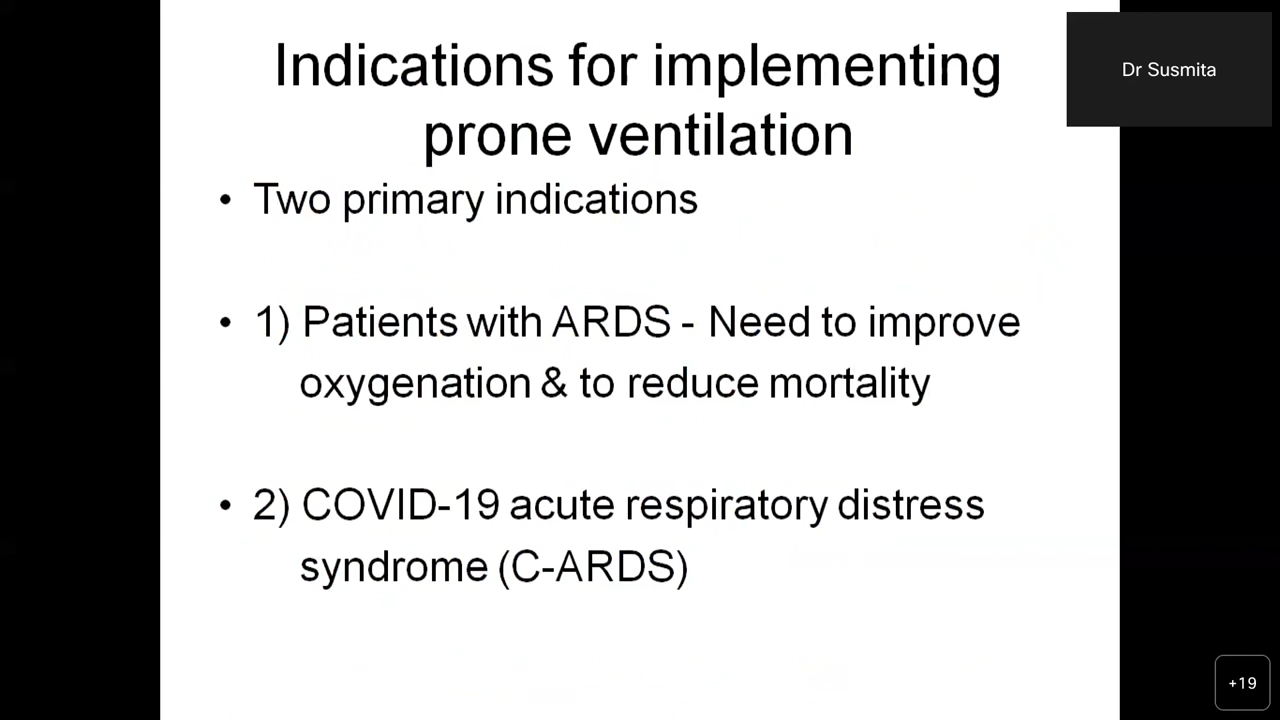 Indications for implementing
prone ventilation
Dr Susmita
• Two primary indications
• 1) Patients with ARDS - Need to improve
oxygenation & to reduce mortality
• 2) COVID-19 acute respiratory distress
syndrome (C-ARDS)
+19